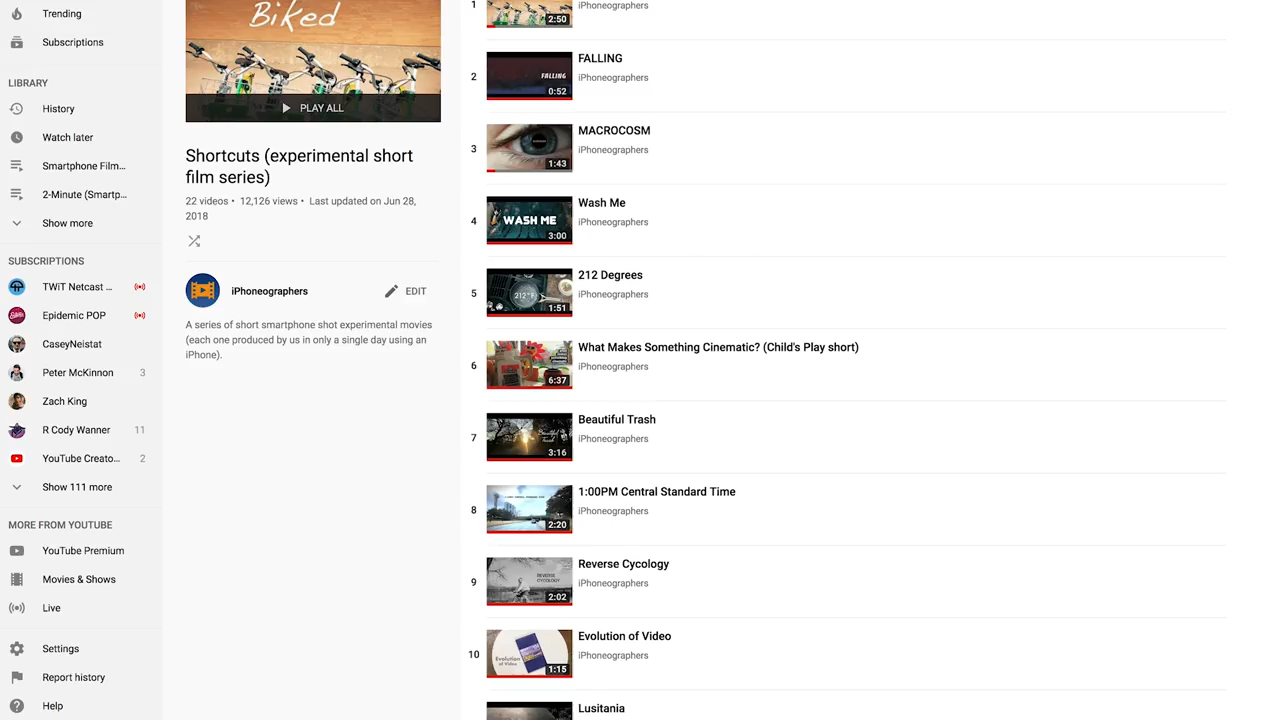 Trending
Subscriptions
LIBRARY
History
Watch later
Smartphone Film...
2-Minute (Smartp...
Show more
SUBSCRIPTIONS
TWiT Netcast ...
Epidemic POP
CaseyNeistat
Peter McKinnon 3
Zach King
R Cody Wanner 11
YouTube Creato... 2
Show 111 more
MORE FROM YOUTUBE
YouTube Premium
Movies & Shows
Live
Settings
Report history
Help
Biked
PLAY ALL
Shortcuts (experimental short
film series)
22 videos • 12,126 views • Last updated on Jun 28,
2018
iPhoneographers
EDIT
A series of short smartphone shot experimental movies
(each one produced by us in only a single day using an
iPhone).
1
2:50
iPhoneographers
2
FALLING
0:52
FALLING
iPhoneographers
3
1:43
MACROCOSM
iPhoneographers
4
WASH ME
3:00
Wash Me
iPhoneographers
5
212°F
1:51
212 Degrees
iPhoneographers
6
6:37
What Makes Something Cinematic? (Child's Play short)
iPhoneographers
7
Beautiful
Trash
3:16
Beautiful Trash
iPhoneographers
8
2:20
1:00PM Central Standard Time
iPhoneographers
9
REVERSE
CYCOLOGY
2:02
Reverse Cycology
iPhoneographers
10
Evolution
of Video
1:15
Evolution of Video
iPhoneographers
Lusitania